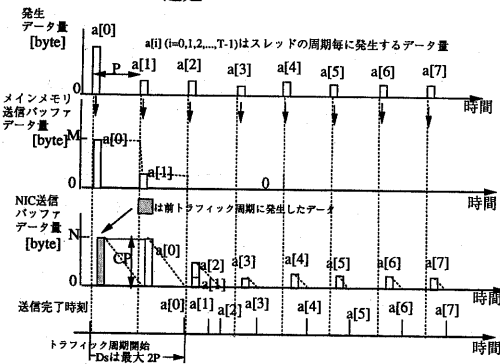 発生
データ量
[byte]
a[0]
a[i] (i=0,1,2,...,T-1)はスレッドの周期毎に発生するデータ量
P
a[1]
a[2]
a[3]
a[4]
a[5]
a[6]
a[7]
0
時間
メインメモリ
送信バッファ
データ量
[byte]
M
a[0]
a[1]
0
0
時間
NIC送信
バッファ
データ量
[byte]
は前トラフィック周期に発生したデータ
N
CP
a[0]
a[2]
a[1]
a[3]
a[4]
a[5]
a[6]
a[7]
0
時間
送信完了時刻
a[0]
a[1]
a[2]
a[3]
a[4]
a[5]
a[6]
a[7]
時間
トラフィック周期開始
Dsは最大 2P